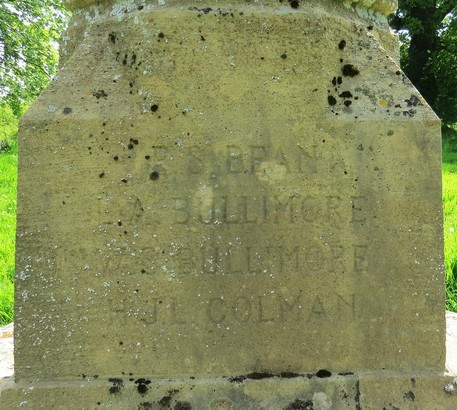 BEAN
A. BULLIMORE
BULLIMORE
H.J.L. COLMAN